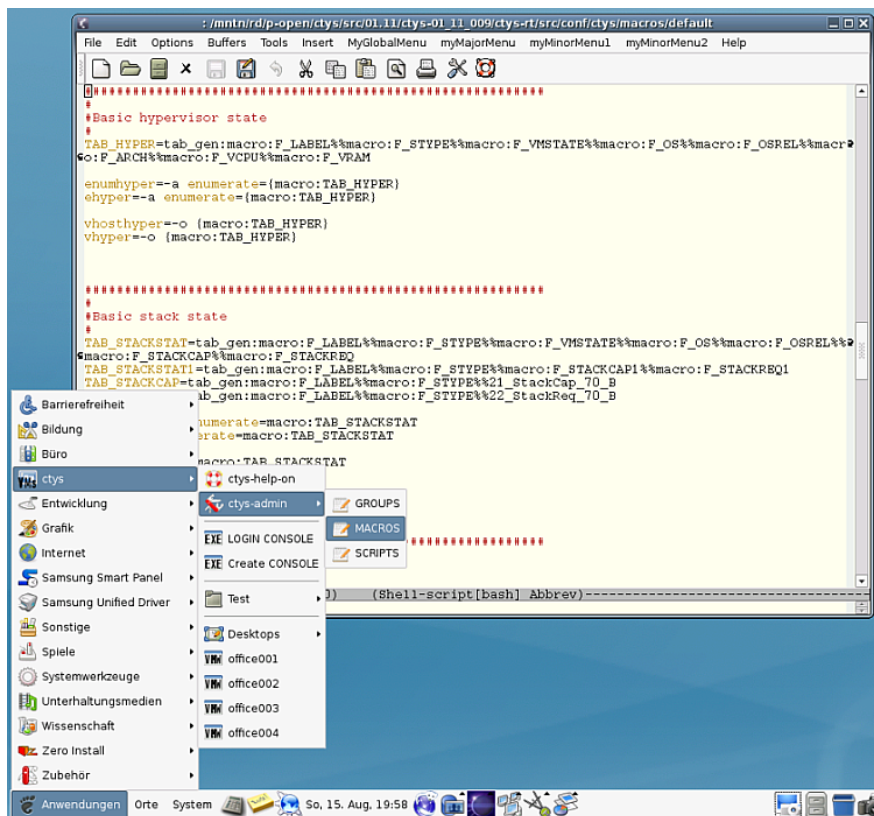 : /mntn/rd/p-open/ctys/src/01.11/ctys-01_11_009/ctys-rt/src/conf/ctys/macros/default
File Edit Options Buffers Tools Insert MyGlobalMenu myMajorMenu myMinorMenu1 myMinorMenu2 Help
#
#Basic hypervisor state
#
TAB_HYPER=tab_gen:macro:F_LABEL%%macro:F_STYPE%%macro:F_VMSTATE%%macro:F_OS%%macro:F_OSREL%%macr
o:F_ARCH%%macro:F_VCPU%%macro:F_VRAM
enumhyper=-a enumerate={macro:TAB_HYPER}
ehyper=-a enumerate={macro:TAB_HYPER}
vhosthyper=-o {macro:TAB_HYPER}
vhyper=-o {macro:TAB_HYPER}
#
#Basic stack state
#
TAB_STACKSTAT=tab_gen:macro:F_LABEL%%macro:F_STYPE%%macro:F_VMSTATE%%macro:F_OS%%macro:F_OSREL%%
macro:F_STACKCAP%%macro:F_STACKREQ
TAB_STACKSTAT1=tab_gen:macro:F_LABEL%%macro:F_STYPE%%macro:F_STACKCAP1%%macro:F_STACKREQ1
TAB_STACKCAP=tab_gen:macro:F_LABEL%%macro:F_STYPE%%21_StackCap_70_B
tab_gen:macro:F_LABEL%%macro:F_STYPE%%22_StackReq_70_B
numerate=macro:TAB_STACKSTAT
erate=macro:TAB_STACKSTAT
macro:TAB_STACKSTAT
(Shell-script[bash] Abbrev)
Barrierefreiheit
Bildung
Büro
ctys
Entwicklung
Grafik
Internet
Samsung Smart Panel
Samsung Unified Driver
Sonstige
Spiele
Systemwerkzeuge
Unterhaltungsmedien
Wissenschaft
Zero Install
Zubehör
ctys-help-on
ctys-admin
EXE LOGIN CONSOLE
EXE Create CONSOLE
Test
Desktops
VMW office001
VMW office002
VMW office003
VMW office004
GROUPS
MACROS
SCRIPTS
Anwendungen Orte System So, 15. Aug, 19:58